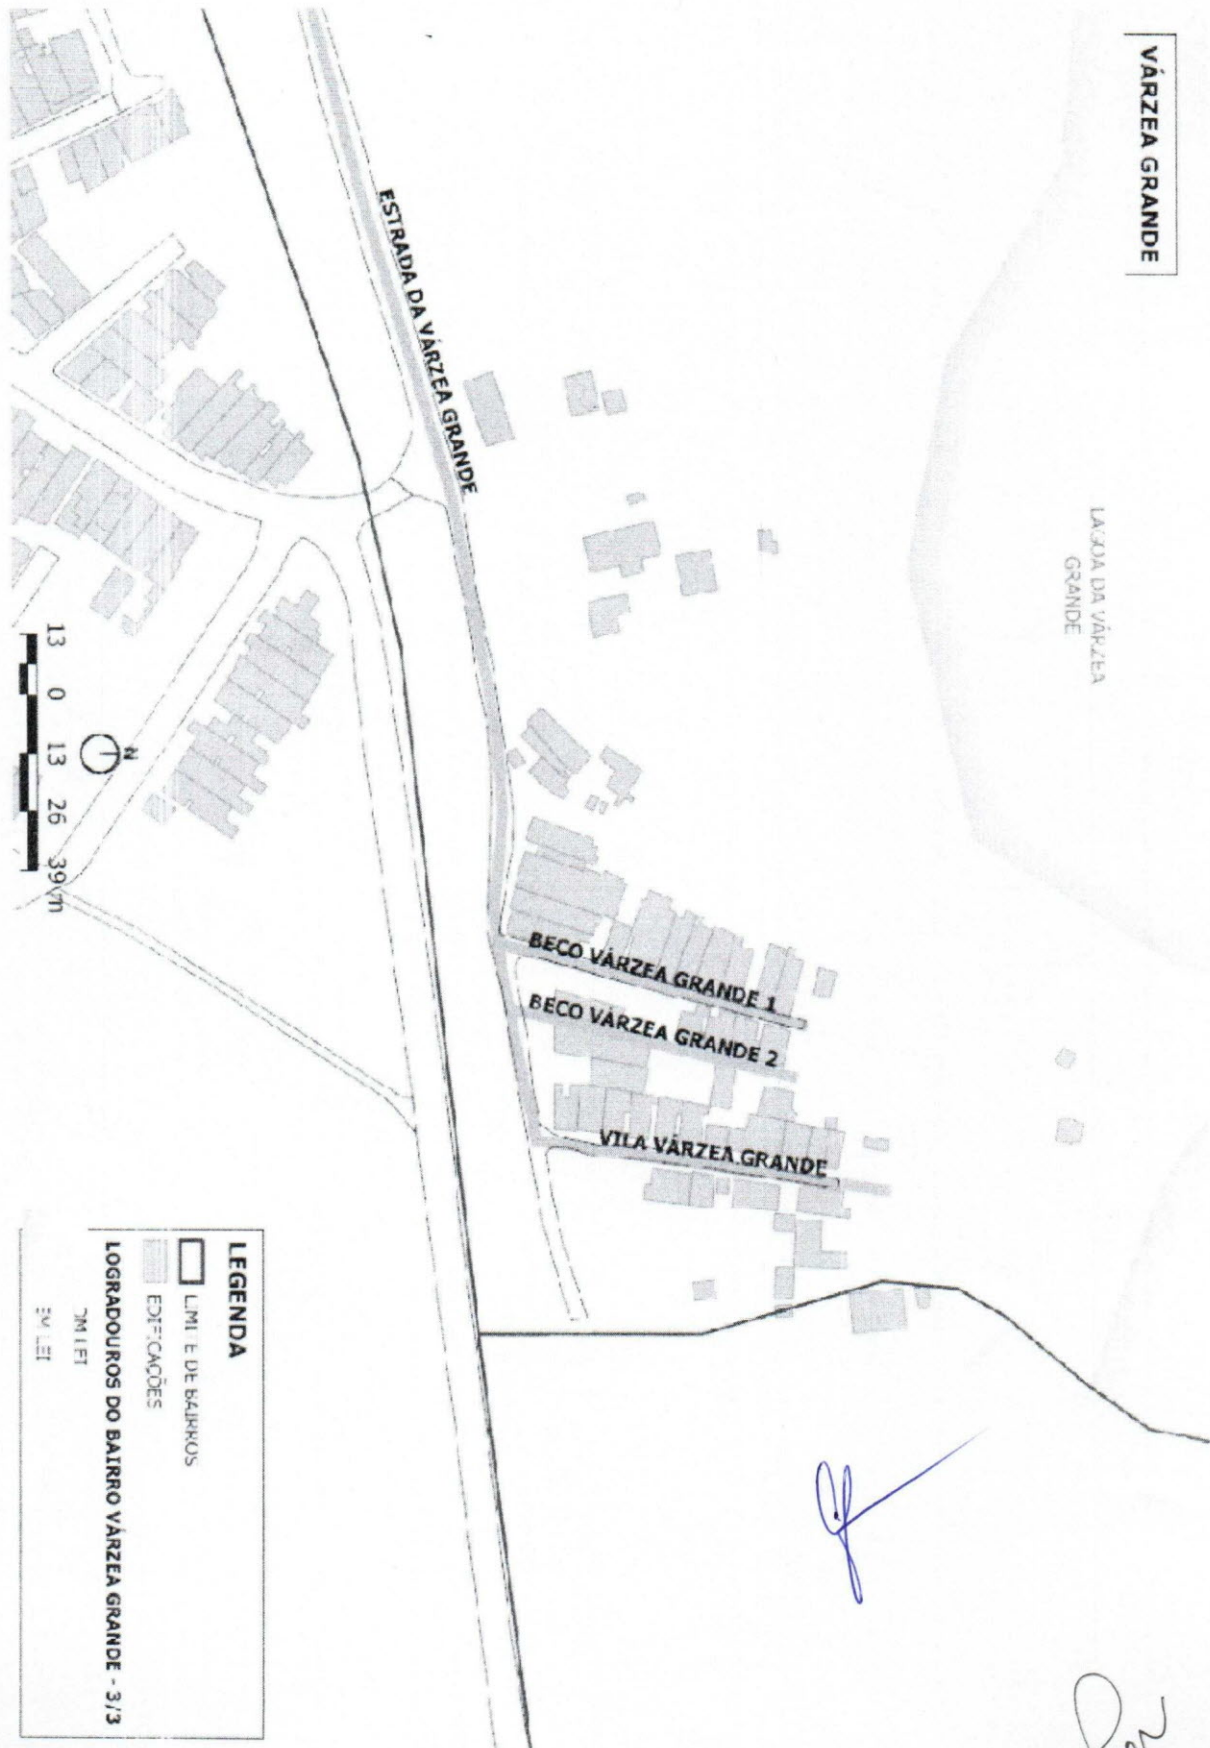 VÁRZEA GRANDE
LAGOA DA VÁRZEA
GRANDE
ESTRADA DA VÁRZEA GRANDE
BECO VÁRZEA GRANDE 1
BECO VÁRZEA GRANDE 2
VILA VÁRZEA GRANDE
N
13 0 13 26 39 m
LEGENDA
LIMITE DE BAIRROS
EDIFICAÇÕES
LOGRADOUROS DO BAIRRO VÁRZEA GRANDE - 3/3
EM LEI